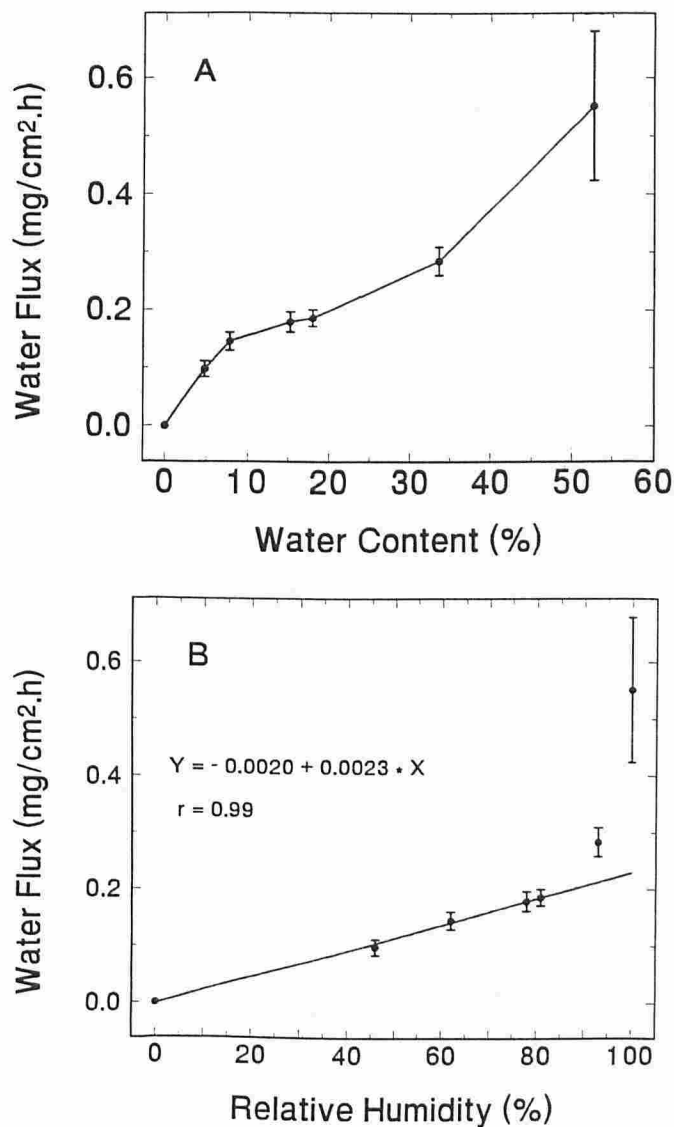 A
Water Flux (mg/cm².h)
0.6
0.4
0.2
0.0
0 10 20 30 40 50 60
Water Content (%)
B
Water Flux (mg/cm².h)
0.6
0.4
0.2
0.0
Y = - 0.0020 + 0.0023 * X
r = 0.99
0 20 40 60 80 100
Relative Humidity (%)